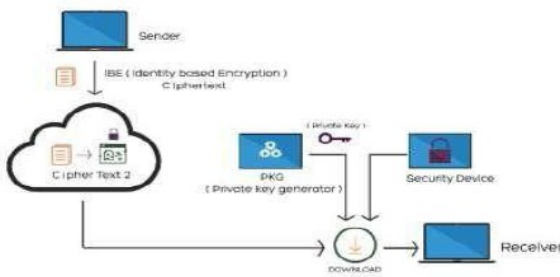 Sender
IBE ( Identity based Encryption )
Ciphertext
Cipher Text 2
( Private Key )
PKG
( Private key generator )
Security Device
DOWNLOAD
Receiver